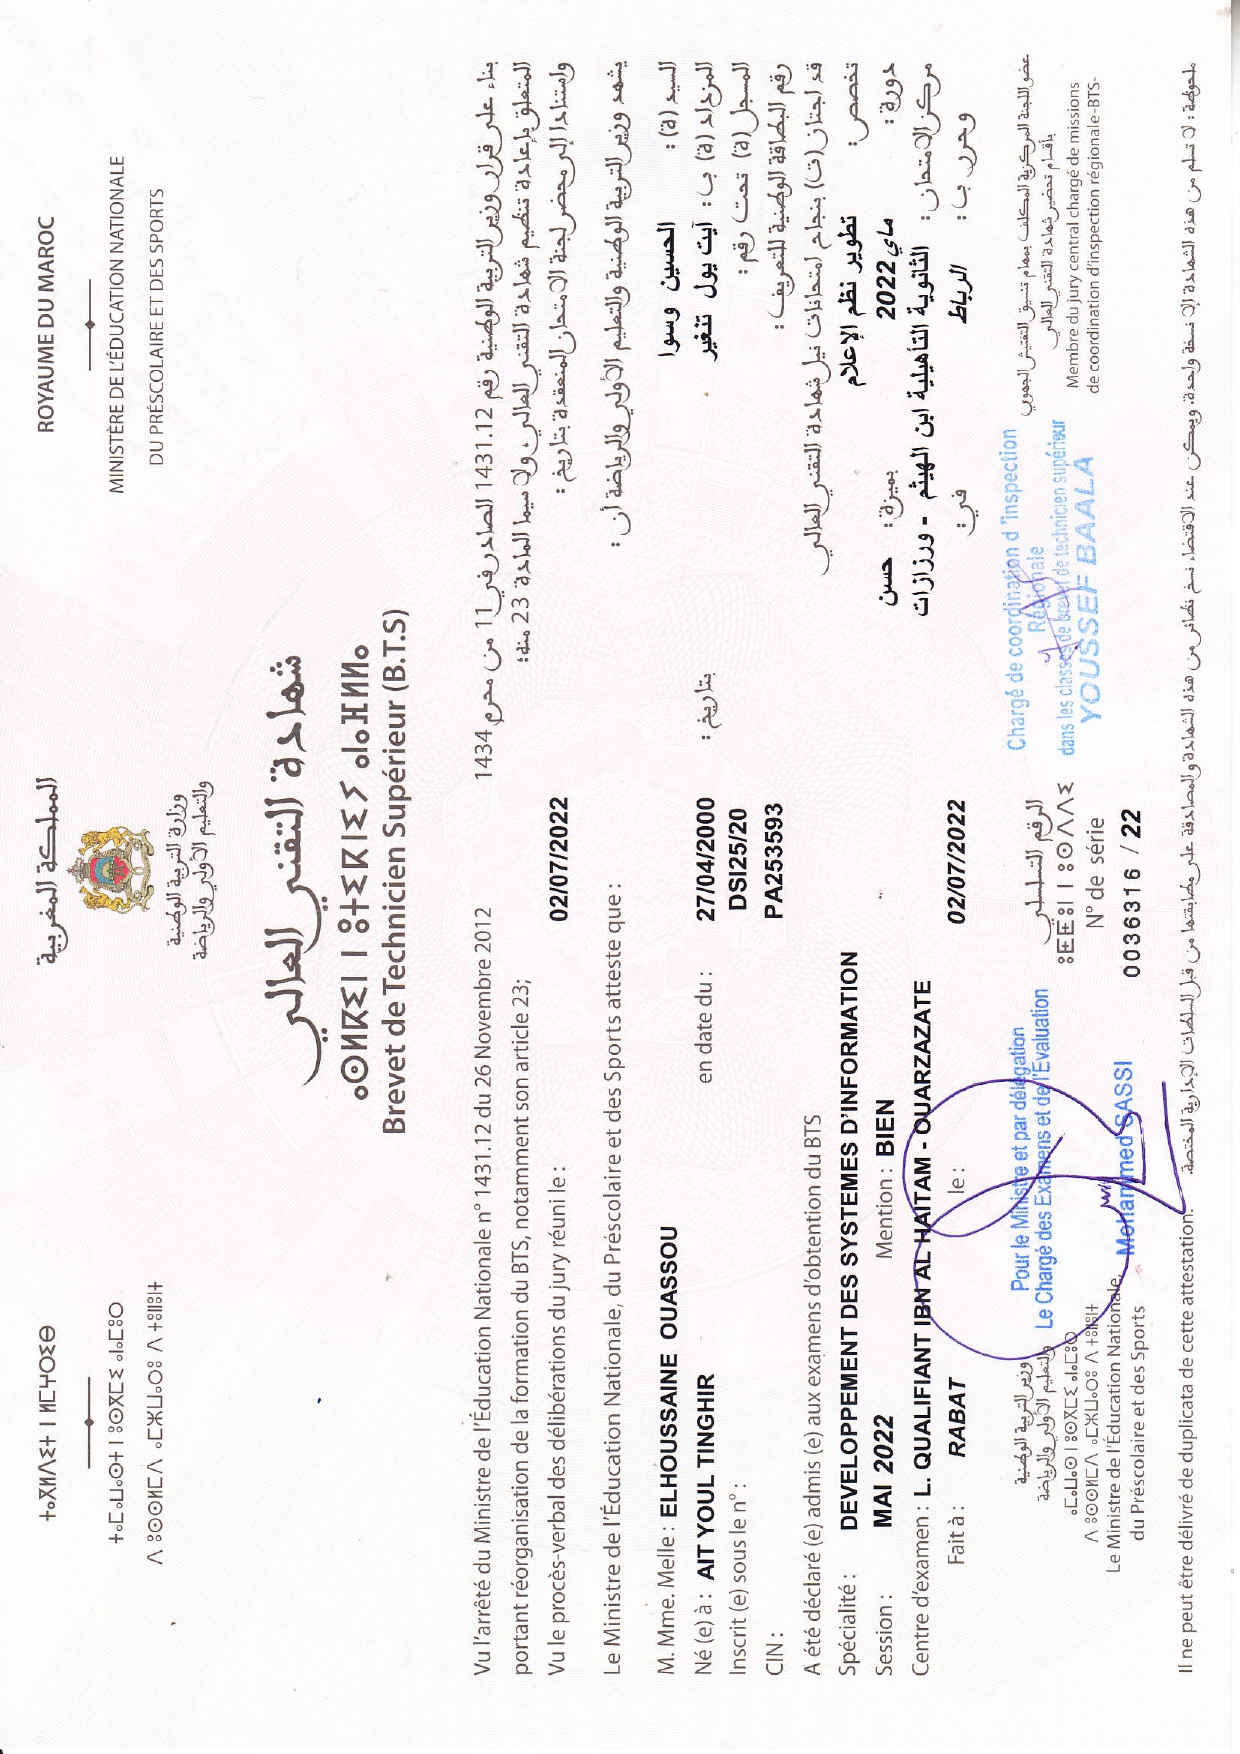 ⵜⴰⴳⵍⴷⵉⵜ ⵏ ⵍⵎⵖⵔⵉⴱ
المملكة المغربية
ROYAUME DU MAROC
ⵜⴰⵎⴰⵡⴰⵙⵜ ⵏ ⵓⵙⴳⵎⵉ ⴰⵏⴰⵎⵓⵔ
MINISTÈRE DE L'ÉDUCATION NATIONALE
ⴷ ⵓⵙⵙⵍⵎⴷ ⴰⵎⵣⵡⴰⵔⵓ ⴷ ⵜⵓⵏⵏⵓⵏⵜ
وزارة التربية الوطنية
والتعليم الأولي والرياضة
DU PRÉSCOLAIRE ET DES SPORTS
شهادة التقني العالي
ⴰⵙⵍⴽⵉⵏ ⵏ ⵓⵜⵉⴽⵏⵉⵢ ⴰⵏⴰⴼⵍⵍⴰ
Brevet de Technicien Supérieur (B.T.S)
Vu l'arrêté du Ministre de l'Éducation Nationale n° 1431.12 du 26 Novembre 2012
بناء على قرار وزير التربية الوطنية رقم 1431.12 الصادر في 11 من محرم 1434
portant réorganisation de la formation du BTS, notamment son article 23;
المتعلق بإعادة تنظيم شهادة التقني العالي، ولا سيما المادة 23 منه؛
Vu le procès-verbal des délibérations du jury réuni le : 02/07/2022
واستنادا إلى محضر لجنة الامتحان المنعقدة بتاريخ :
Le Ministre de l'Éducation Nationale, du Préscolaire et des Sports atteste que :
يشهد وزير التربية الوطنية والتعليم الأولي والرياضة أن :
M. Mme. Melle : ELHOUSSAINE OUASSOU
السيد (ة) : الحسين وسوا
Né (e) à : AIT YOUL TINGHIR en date du : 27/04/2000
المزداد (ة) ب : أيت يول تنغير بتاريخ :
Inscrit (e) sous le n° : DSI25/20
المسجل (ة) تحت رقم :
CIN : PA253593
رقم البطاقة الوطنية للتعريف :
A été déclaré (e) admis (e) aux examens d'obtention du BTS
قد اجتاز (ت) بنجاح امتحانات نيل شهادة التقني العالي
Spécialité : DEVELOPPEMENT DES SYSTEMES D'INFORMATION
تخصص: تطوير نظم الإعلام
Session : MAI 2022 Mention : BIEN
دورة: ماي 2022 بميزة: حسن
Centre d'examen : L. QUALIFIANT IBN AL HAITAM - OUARZAZATE
مركز الامتحان : الثانوية التأهيلية ابن الهيثم - ورزازات
Fait à : RABAT le : 02/07/2022
وحرر ب : الرباط في:
وزير التربية الوطنية
والتعليم الأولي والرياضة
ⴰⵎⴰⵡⴰⵙ ⵏ ⵓⵙⴳⵎⵉ ⴰⵏⴰⵎⵓⵔ
ⴷ ⵓⵙⵙⵍⵎⴷ ⴰⵎⵣⵡⴰⵔⵓ ⴷ ⵜⵓⵏⵏⵓⵏⵜ
Le Ministre de l'Éducation Nationale,
du Préscolaire et des Sports
Pour le Ministre et par délégation
Le Chargé des Examens et de l'Evaluation
Mohammed SASSI
الرقم التسلسلي
ⵓⵟⵟⵓⵏ ⵏ ⵓⵙⴷⴷⵉ
N° de série
0036316 / 22
Chargé de coordination d'Inspection
Régionale
dans les classes de brevet de technicien supérieur
YOUSSEF BAALA
عضو اللجنة المركزية المكلف بمهام تنسيق التفتيش الجهوي
بأقسام تحضير شهادة التقني العالي
Membre du jury central chargé de missions
de coordination d'inspection régionale-BTS-
Il ne peut être délivré de duplicata de cette attestation.
ملحوظة : لا تسلم من هذه الشهادة إلا نسخة واحدة، ويمكن عند الاقتضاء نسخ نظائر من هذه الشهادة والمصادقة على مطابقتها من قبل السلطات الإدارية المختصة.